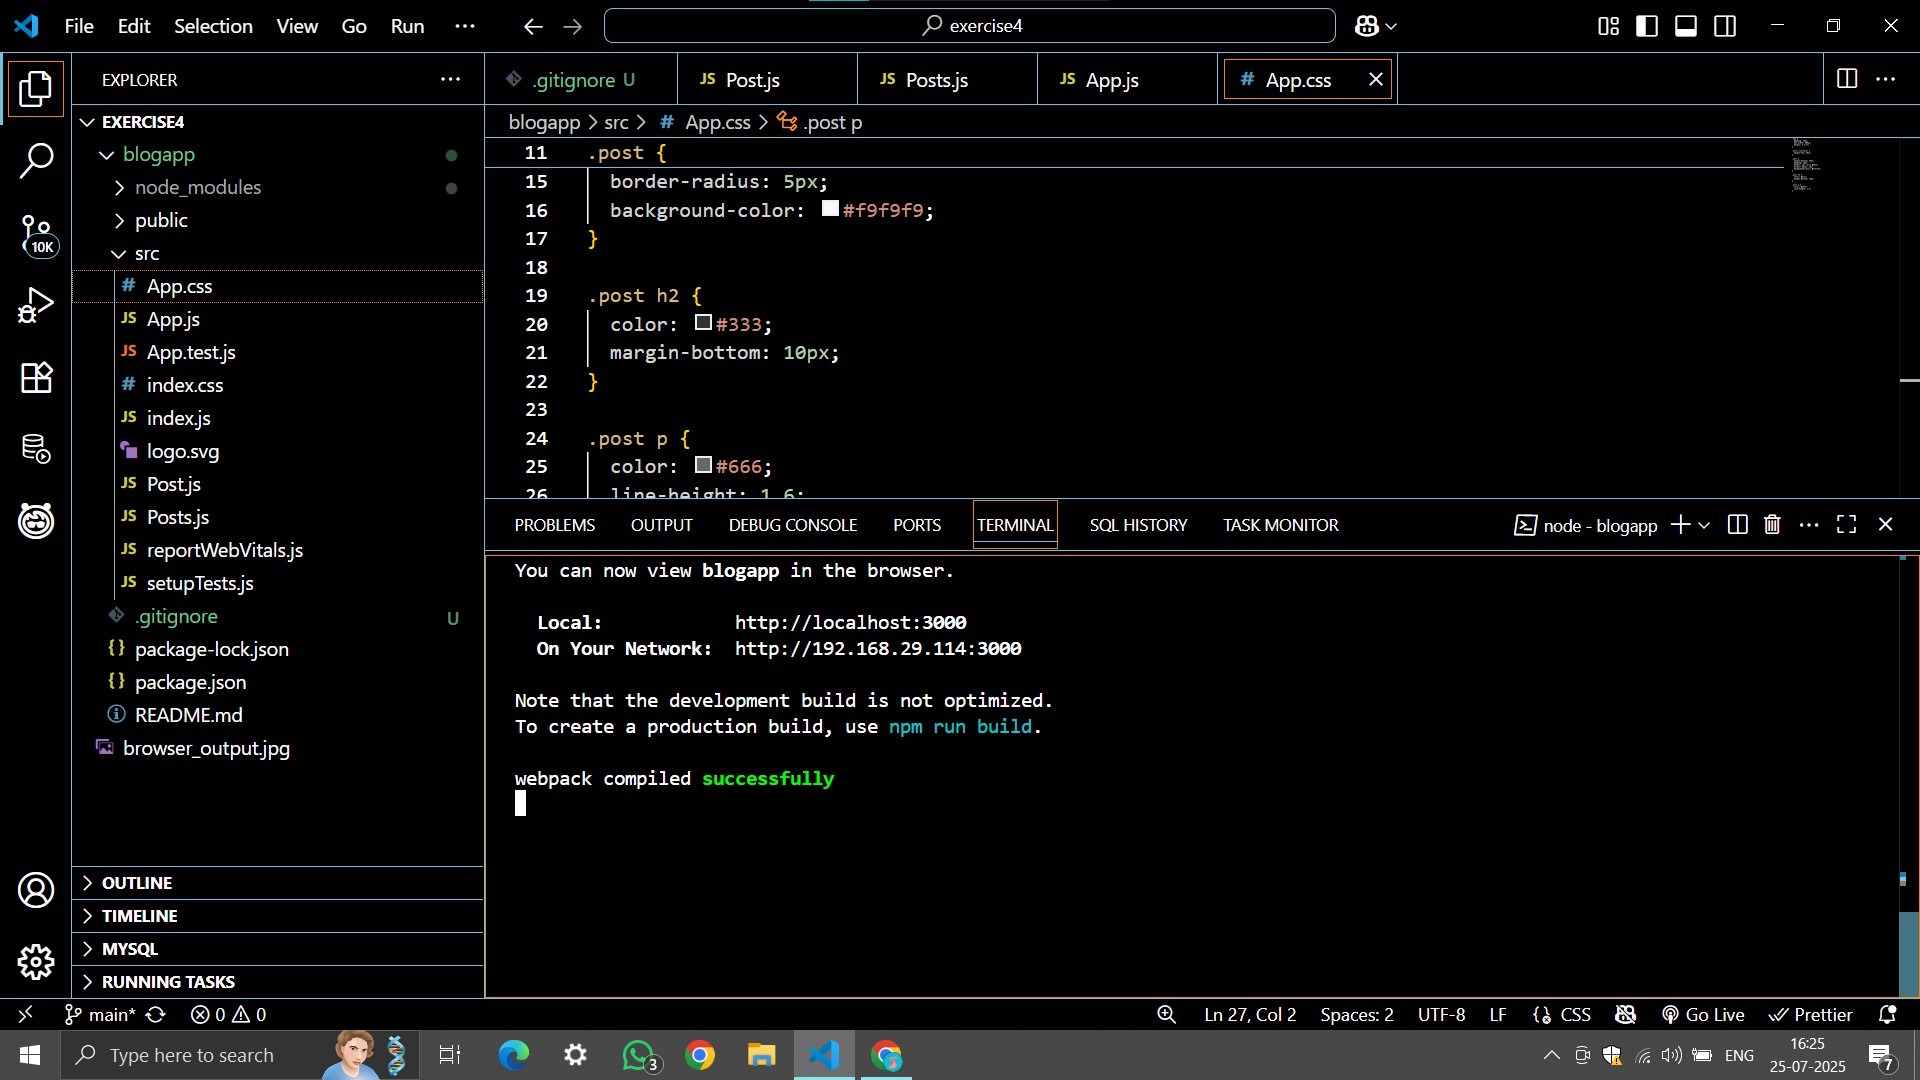 File Edit Selection View Go Run
exercise4
EXPLORER
EXERCISE4
blogapp
node_modules
public
src
App.css
App.js
App.test.js
index.css
index.js
logo.svg
Post.js
Posts.js
reportWebVitals.js
setupTests.js
.gitignore U
package-lock.json
package.json
README.md
browser_output.jpg
OUTLINE
TIMELINE
MYSQL
RUNNING TASKS
10K
.gitignore U
JS Post.js
JS Posts.js
JS App.js
# App.css
blogapp > src > # App.css > .post p
11 .post {
15 border-radius: 5px;
16 background-color: #f9f9f9;
17 }
18
19 .post h2 {
20 color: #333;
21 margin-bottom: 10px;
22 }
23
24 .post p {
25 color: #666;
26 line-height: 1.6;
PROBLEMS OUTPUT DEBUG CONSOLE PORTS TERMINAL SQL HISTORY TASK MONITOR
node - blogapp
You can now view blogapp in the browser.
Local: http://localhost:3000
On Your Network: http://192.168.29.114:3000
Note that the development build is not optimized.
To create a production build, use npm run build.
webpack compiled successfully
main* 0 0
Ln 27, Col 2 Spaces: 2 UTF-8 LF CSS Go Live Prettier
Type here to search
3
ENG
16:25
25-07-2025
7